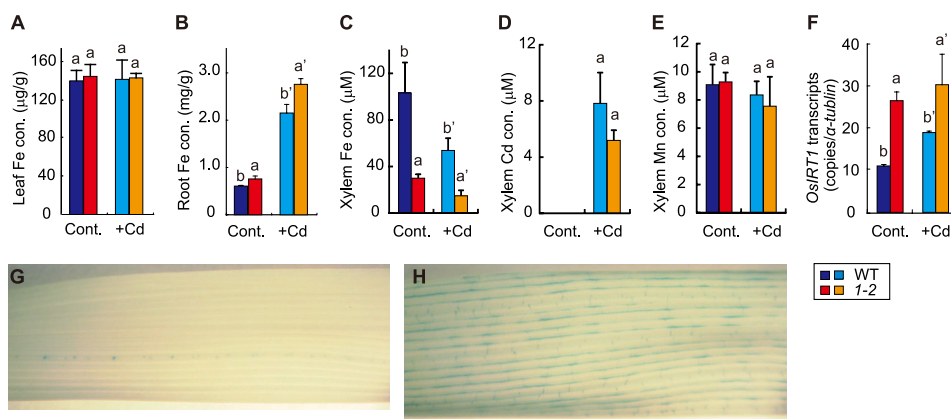 A
Leaf Fe con. (μg/g)
160
120
80
40
0
a a a a
Cont. +Cd
B
Root Fe con. (mg/g)
3.0
2.0
1.0
0.0
b a b' a'
Cont. +Cd
C
Xylem Fe con. (μM)
120
80
40
0
b a b' a'
Cont. +Cd
D
Xylem Cd con. (μM)
12
8
4
0
a a
Cont. +Cd
E
Xylem Mn con. (μM)
12
10
8
6
4
2
0
a a a a
Cont. +Cd
F
OsIRT1 transcripts
(copies/α-tublin)
40
30
20
10
0
b a b' a'
Cont. +Cd
G
H
WT
1-2